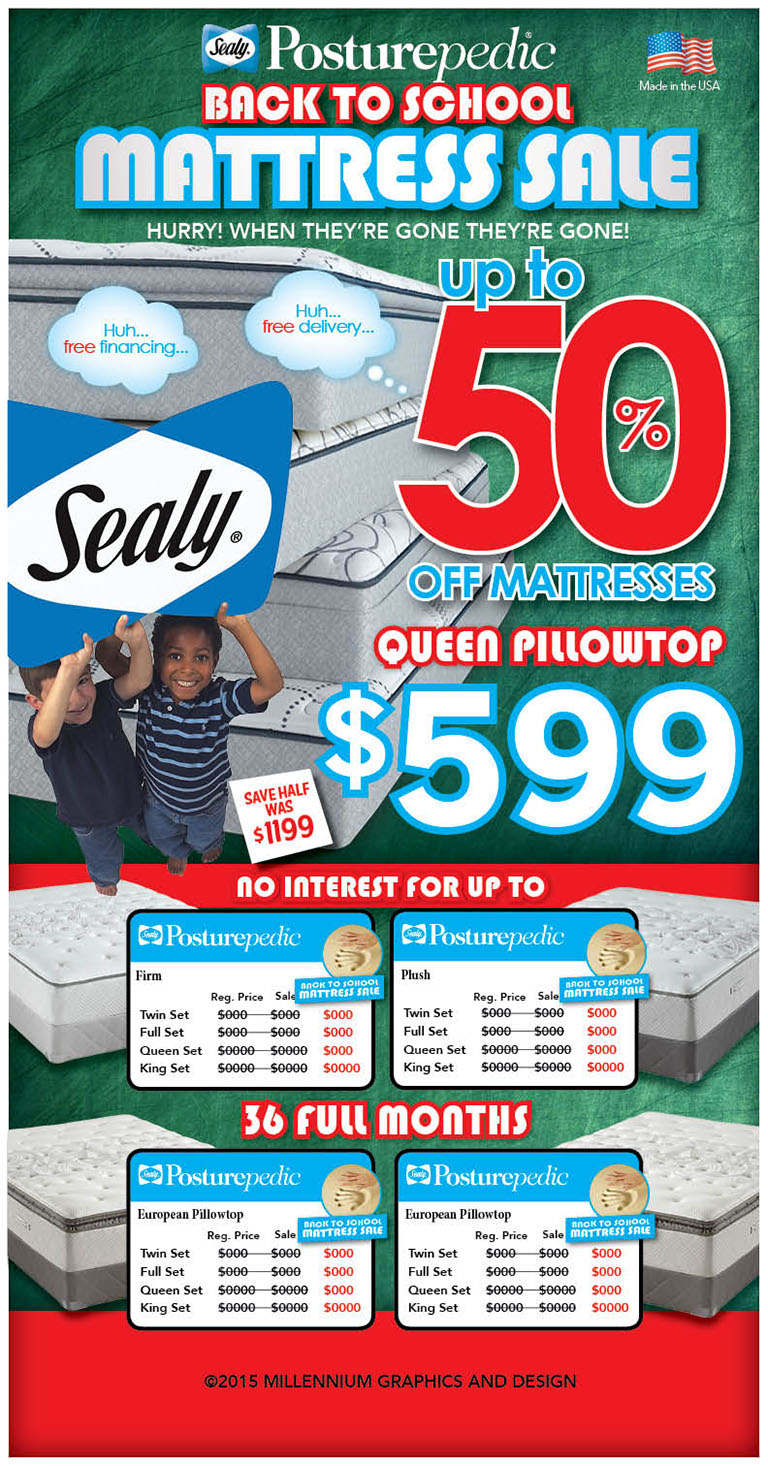 Sealy Posturepedic®
Made in the USA
BACK TO SCHOOL
MATTRESS SALE
HURRY! WHEN THEY'RE GONE THEY'RE GONE!
up to
50%
OFF MATTRESSES
Huh...
free financing...
Huh...
free delivery...
Sealy®
QUEEN PILLOWTOP
$599
SAVE HALF
WAS
$1199
NO INTEREST FOR UP TO
Sealy Posturepedic
Firm
BACK TO SCHOOL
MATTRESS SALE
Reg. Price Sale
Twin Set $000 $000 $000
Full Set $000 $000 $000
Queen Set $0000 $0000 $000
King Set $0000 $0000 $0000
Sealy Posturepedic
Plush
BACK TO SCHOOL
MATTRESS SALE
Reg. Price Sale
Twin Set $000 $000 $000
Full Set $000 $000 $000
Queen Set $0000 $0000 $000
King Set $0000 $0000 $0000
36 FULL MONTHS
Sealy Posturepedic
European Pillowtop
BACK TO SCHOOL
MATTRESS SALE
Reg. Price Sale
Twin Set $000 $000 $000
Full Set $000 $000 $000
Queen Set $0000 $0000 $000
King Set $0000 $0000 $0000
Sealy Posturepedic
European Pillowtop
BACK TO SCHOOL
MATTRESS SALE
Reg. Price Sale
Twin Set $000 $000 $000
Full Set $000 $000 $000
Queen Set $0000 $0000 $000
King Set $0000 $0000 $0000
©2015 MILLENNIUM GRAPHICS AND DESIGN